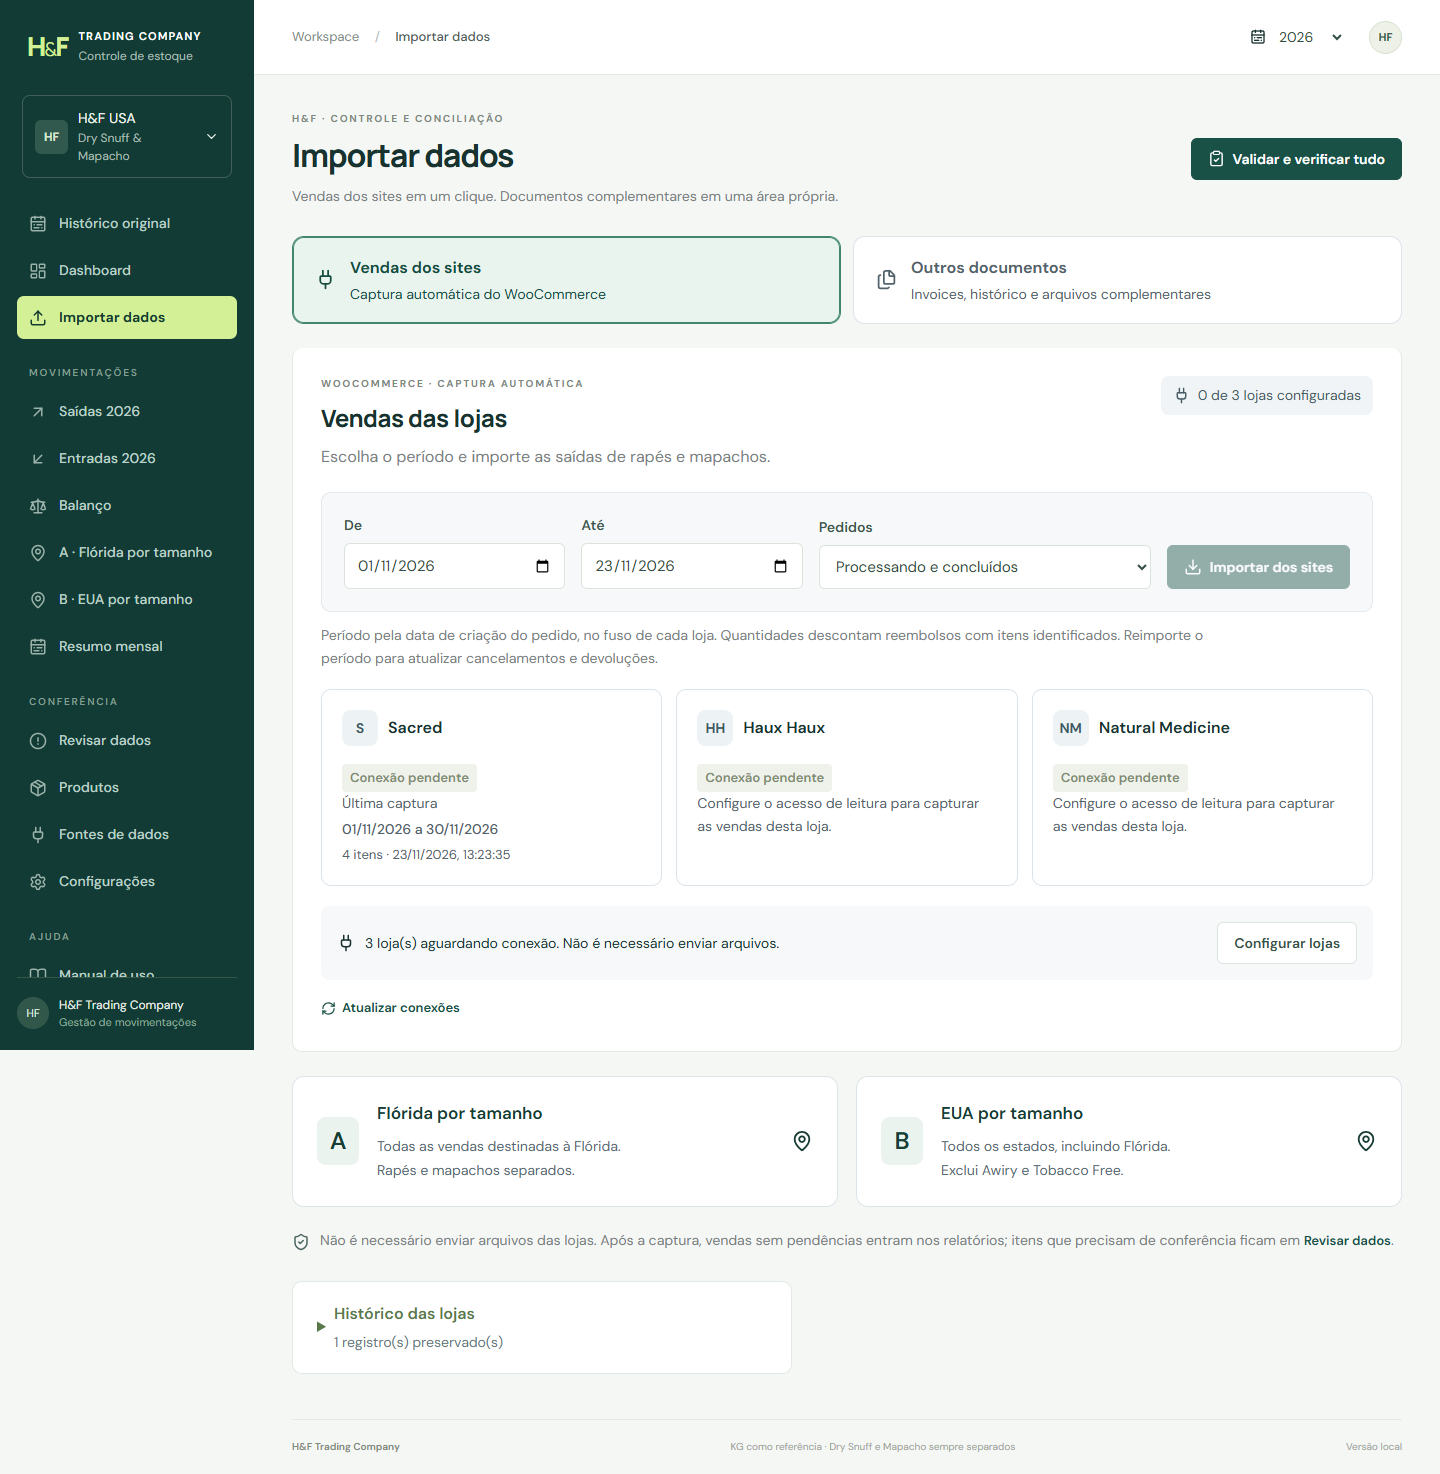 H&F
TRADING COMPANY
Controle de estoque
HF
H&F USA
Dry Snuff &
Mapacho
Histórico original
Dashboard
Importar dados
MOVIMENTAÇÕES
Saídas 2026
Entradas 2026
Balanço
A · Flórida por tamanho
B · EUA por tamanho
Resumo mensal
CONFERÊNCIA
Revisar dados
Produtos
Fontes de dados
Configurações
AJUDA
Manual de uso
HF
H&F Trading Company
Gestão de movimentações
Workspace / Importar dados
2026
HF
H&F · CONTROLE E CONCILIAÇÃO
Importar dados
Vendas dos sites em um clique. Documentos complementares em uma área própria.
Validar e verificar tudo
Vendas dos sites
Captura automática do WooCommerce
Outros documentos
Invoices, histórico e arquivos complementares
WOOCOMMERCE · CAPTURA AUTOMÁTICA
Vendas das lojas
Escolha o período e importe as saídas de rapés e mapachos.
0 de 3 lojas configuradas
De
01/11/2026
Até
23/11/2026
Pedidos
Processando e concluídos
Importar dos sites
Período pela data de criação do pedido, no fuso de cada loja. Quantidades descontam reembolsos com itens identificados. Reimporte o
período para atualizar cancelamentos e devoluções.
S
Sacred
Conexão pendente
Última captura
01/11/2026 a 30/11/2026
4 itens · 23/11/2026, 13:23:35
HH
Haux Haux
Conexão pendente
Configure o acesso de leitura para capturar
as vendas desta loja.
NM
Natural Medicine
Conexão pendente
Configure o acesso de leitura para capturar
as vendas desta loja.
3 loja(s) aguardando conexão. Não é necessário enviar arquivos.
Configurar lojas
Atualizar conexões
A
Flórida por tamanho
Todas as vendas destinadas à Flórida.
Rapés e mapachos separados.
B
EUA por tamanho
Todos os estados, incluindo Flórida.
Exclui Awiry e Tobacco Free.
Não é necessário enviar arquivos das lojas. Após a captura, vendas sem pendências entram nos relatórios; itens que precisam de conferência ficam em Revisar dados.
Histórico das lojas
1 registro(s) preservado(s)
H&F Trading Company
KG como referência · Dry Snuff e Mapacho sempre separados
Versão local